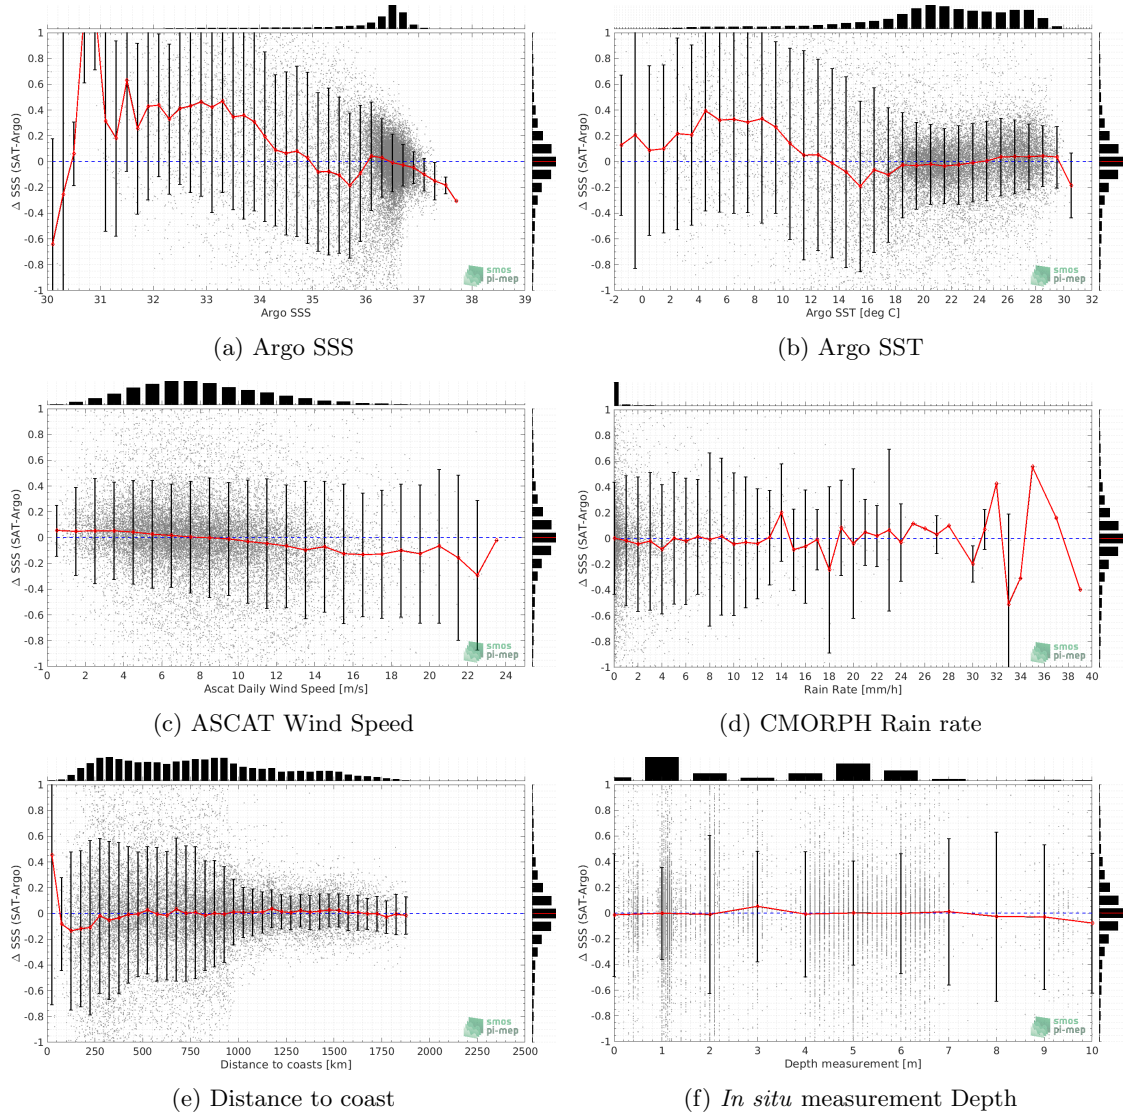 1
0.8
0.6
0.4
0.2
0
-0.2
-0.4
-0.6
-0.8
-1
Δ SSS (SAT-Argo)
smos
pi-mep
30 31 32 33 34 35 36 37 38 39
Argo SSS
(a) Argo SSS
1
0.8
0.6
0.4
0.2
0
-0.2
-0.4
-0.6
-0.8
-1
Δ SSS (SAT-Argo)
smos
pi-mep
-2 0 2 4 6 8 10 12 14 16 18 20 22 24 26 28 30 32
Argo SST [deg C]
(b) Argo SST
1
0.8
0.6
0.4
0.2
0
-0.2
-0.4
-0.6
-0.8
-1
Δ SSS (SAT-Argo)
smos
pi-mep
0 2 4 6 8 10 12 14 16 18 20 22 24
Ascat Daily Wind Speed [m/s]
(c) ASCAT Wind Speed
1
0.8
0.6
0.4
0.2
0
-0.2
-0.4
-0.6
-0.8
-1
Δ SSS (SAT-Argo)
smos
pi-mep
0 2 4 6 8 10 12 14 16 18 20 22 24 26 28 30 32 34 36 38 40
Rain Rate [mm/h]
(d) CMORPH Rain rate
1
0.8
0.6
0.4
0.2
0
-0.2
-0.4
-0.6
-0.8
-1
Δ SSS (SAT-Argo)
smos
pi-mep
0 250 500 750 1000 1250 1500 1750 2000 2250 2500
Distance to coasts [km]
(e) Distance to coast
1
0.8
0.6
0.4
0.2
0
-0.2
-0.4
-0.6
-0.8
-1
Δ SSS (SAT-Argo)
smos
pi-mep
0 1 2 3 4 5 6 7 8 9 10
Depth measurement [m]
(f) In situ measurement Depth